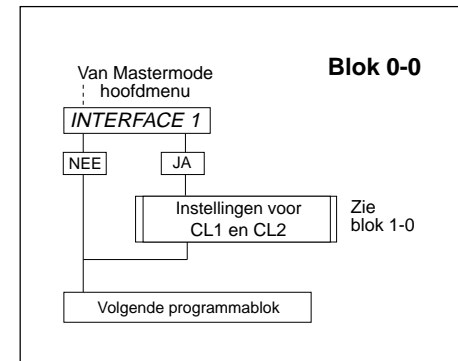 Blok 0-0
Van Mastermode
hoofdmenu
INTERFACE 1
NEE
JA
Instellingen voor
CL1 en CL2
Zie
blok 1-0
Volgende programmablok